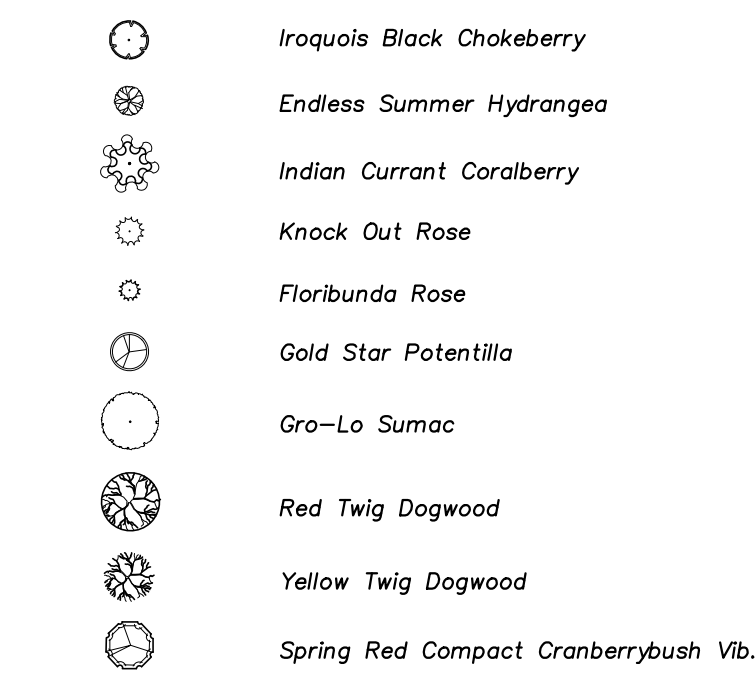 Iroquois Black Chokeberry
Endless Summer Hydrangea
Indian Currant Coralberry
Knock Out Rose
Floribunda Rose
Gold Star Potentilla
Gro-Lo Sumac
Red Twig Dogwood
Yellow Twig Dogwood
Spring Red Compact Cranberrybush Vib.